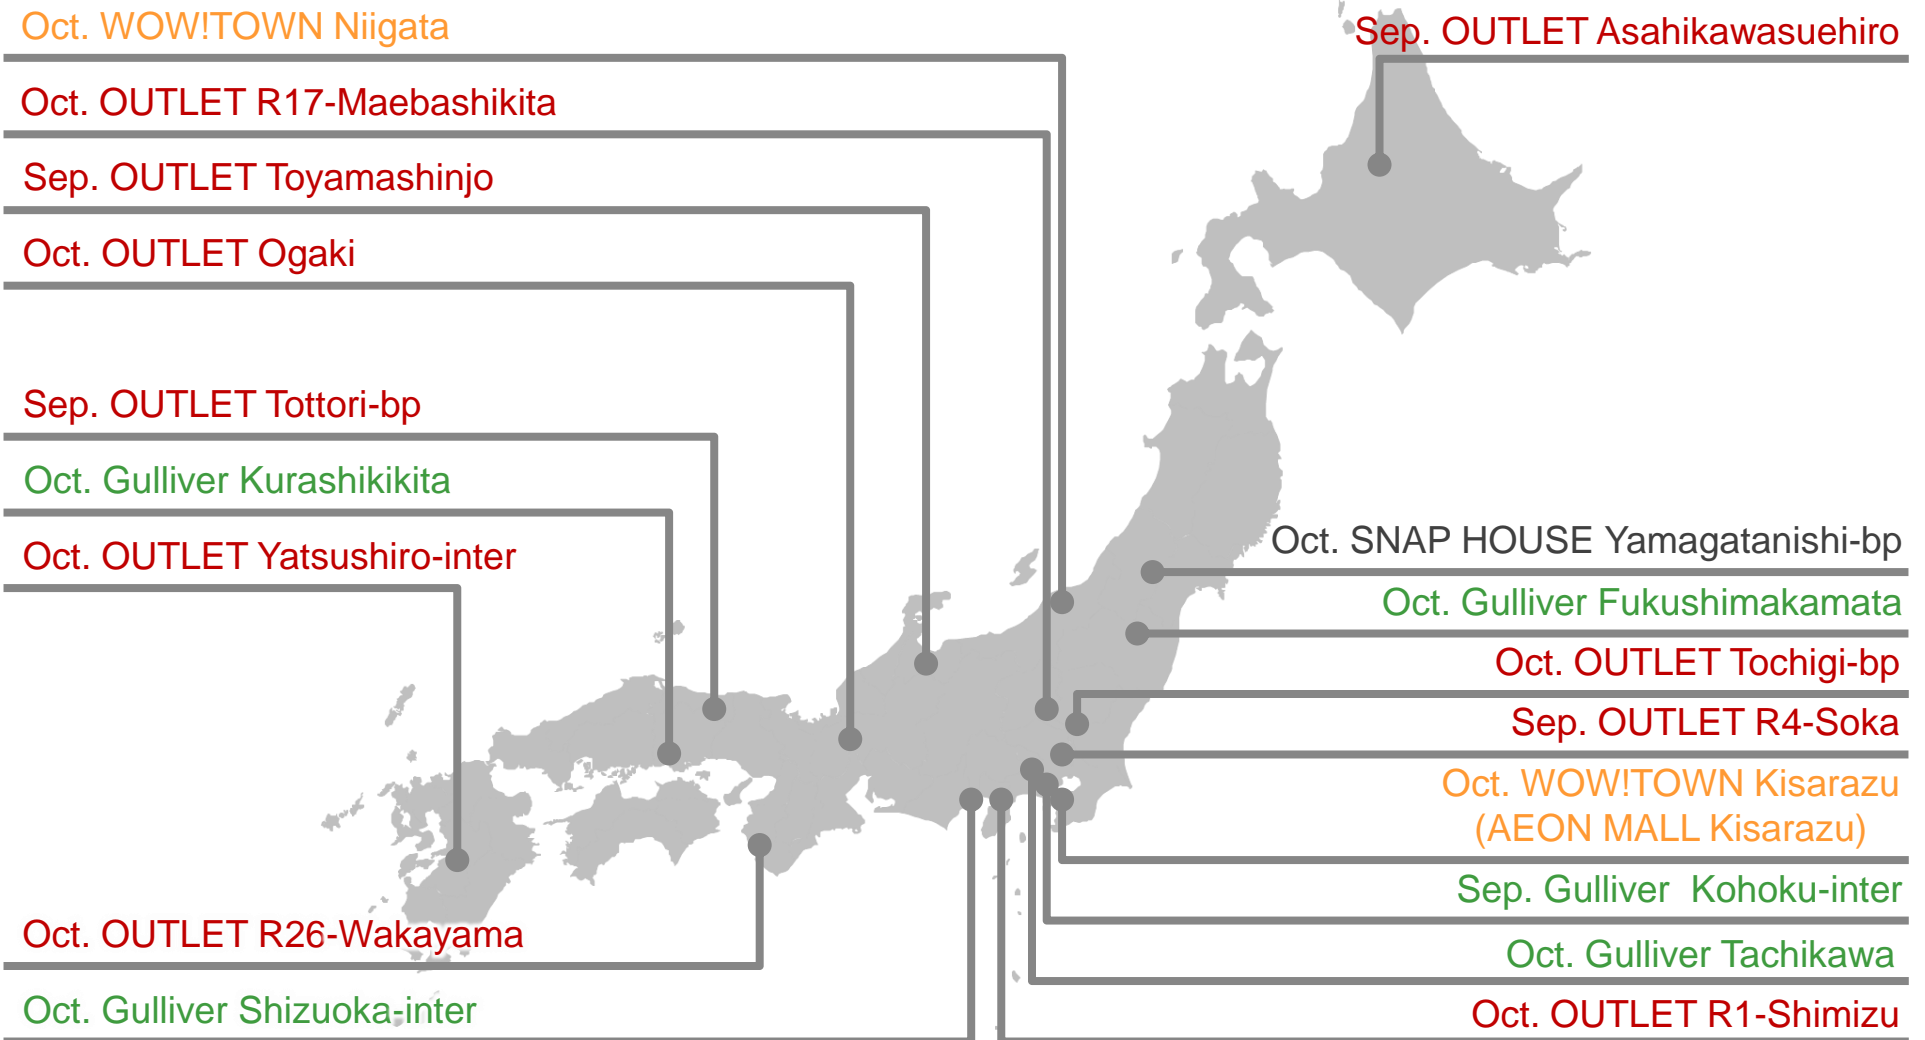 Oct. WOW!TOWN Niigata
Oct. OUTLET R17-Maebashikita
Sep. OUTLET Toyamashinjo
Oct. OUTLET Ogaki
Sep. OUTLET Tottori-bp
Oct. Gulliver Kurashikikita
Oct. OUTLET Yatsushiro-inter
Oct. OUTLET R26-Wakayama
Oct. Gulliver Shizuoka-inter
Sep. OUTLET Asahikawasuehiro
Oct. SNAP HOUSE Yamagatanishi-bp
Oct. Gulliver Fukushimakamata
Oct. OUTLET Tochigi-bp
Sep. OUTLET R4-Soka
Oct. WOW!TOWN Kisarazu
(AEON MALL Kisarazu)
Sep. Gulliver Kohoku-inter
Oct. Gulliver Tachikawa
Oct. OUTLET R1-Shimizu